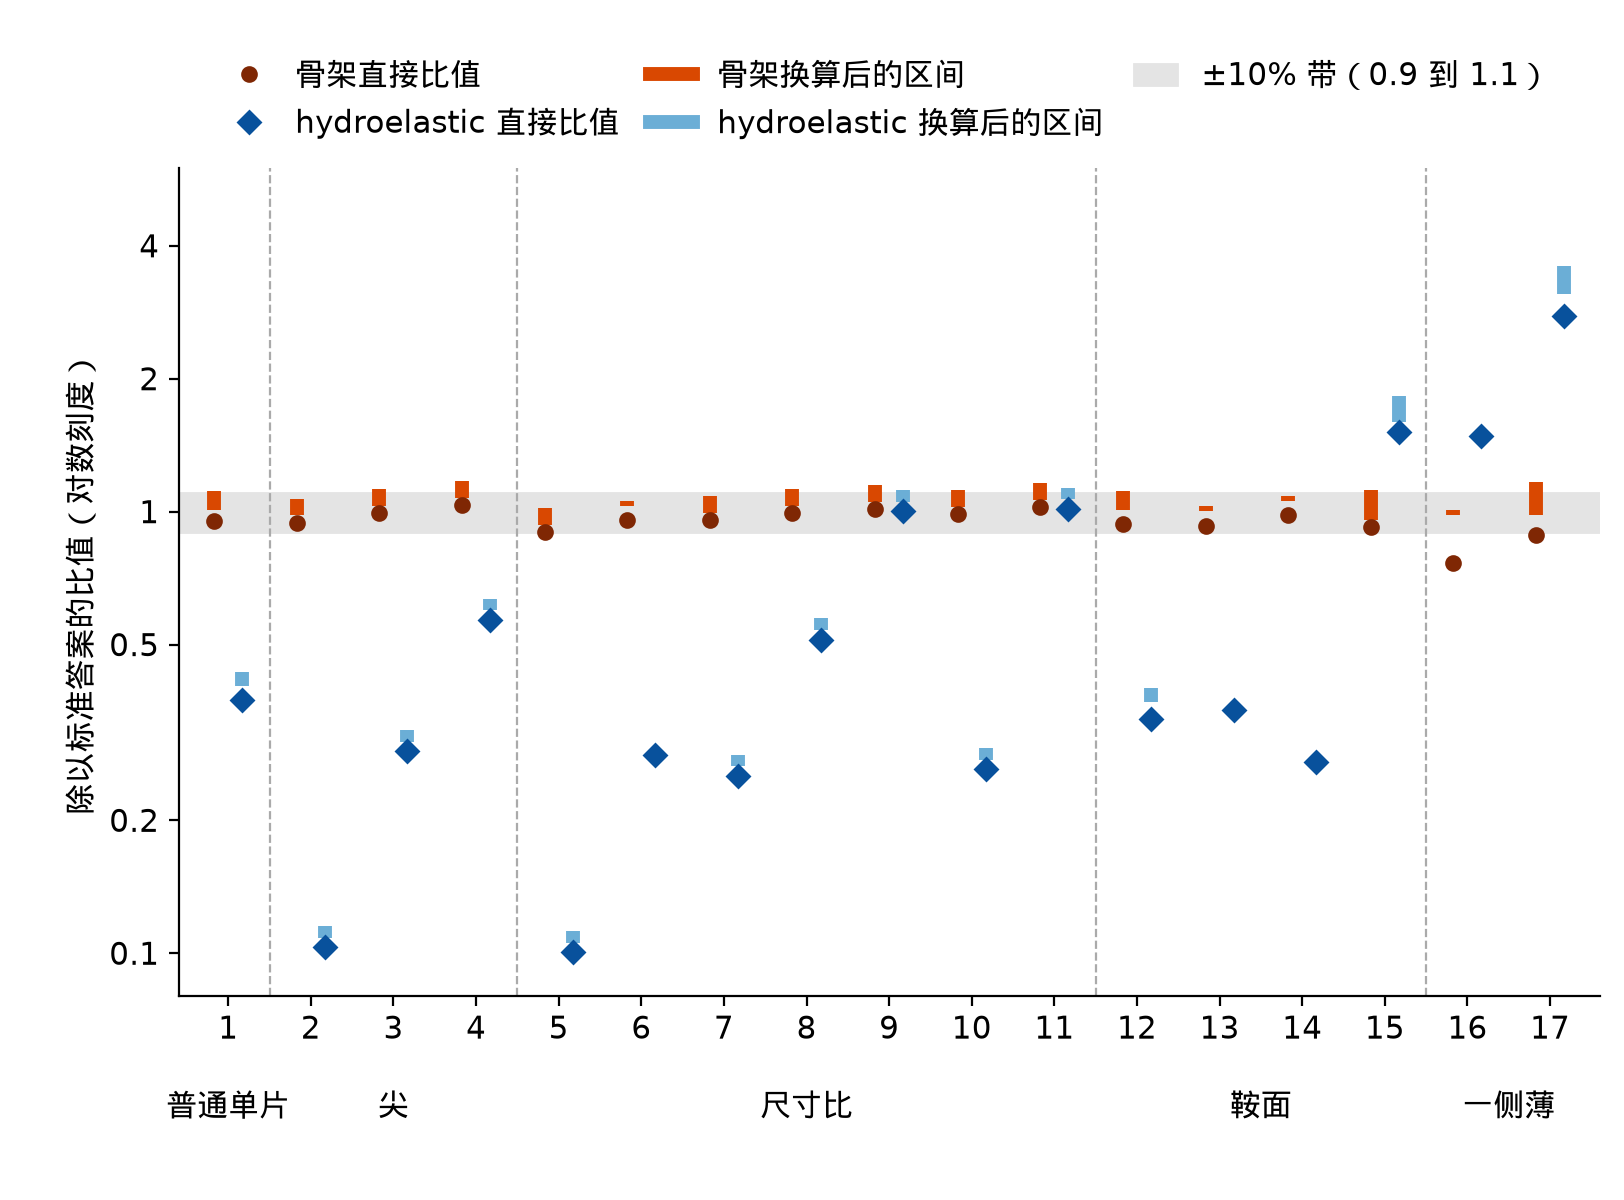 骨架直接比值
hydroelastic 直接比值
骨架换算后的区间
hydroelastic 换算后的区间
±10% 带（0.9 到 1.1）
除以标准答案的比值（对数刻度）
4
2
1
0.5
0.2
0.1
1 2 3 4 5 6 7 8 9 10 11 12 13 14 15 16 17
普通单片 尖 尺寸比 鞍面 一侧薄